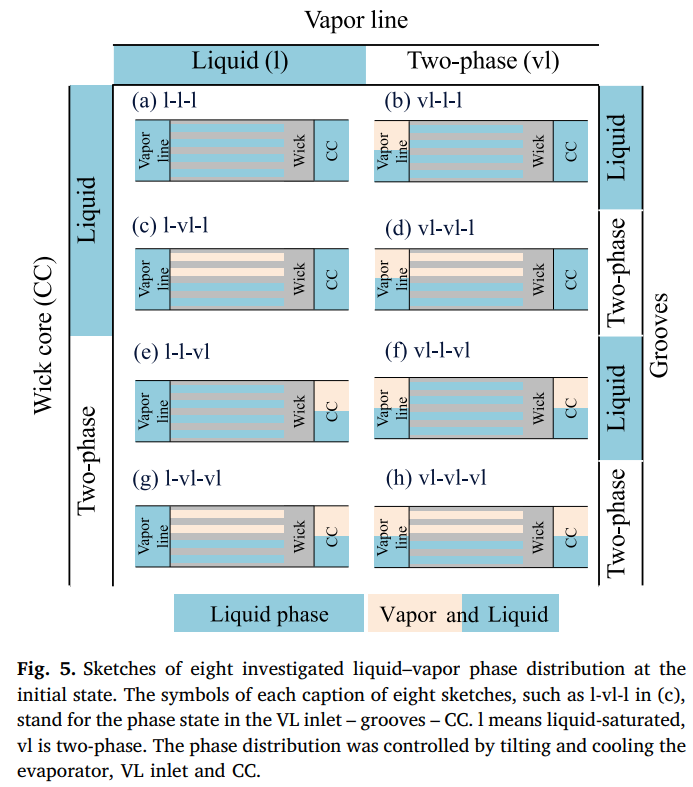 Vapor line
Liquid (l)
Two-phase (vl)
Wick core (CC)
Liquid
Two-phase
Grooves
Liquid
Two-phase
Liquid
Two-phase
(a) l-l-l
Vapor
line
Wick
CC
(b) vl-l-l
Vapor
line
Wick
CC
(c) l-vl-l
Vapor
line
Wick
CC
(d) vl-vl-l
Vapor
line
Wick
CC
(e) l-l-vl
Vapor
line
Wick
CC
(f) vl-l-vl
Vapor
line
Wick
CC
(g) l-vl-vl
Vapor
line
Wick
CC
(h) vl-vl-vl
Vapor
line
Wick
CC
Liquid phase
Vapor and Liquid
Fig. 5. Sketches of eight investigated liquid–vapor phase distribution at the
initial state. The symbols of each caption of eight sketches, such as l-vl-l in (c),
stand for the phase state in the VL inlet – grooves – CC. l means liquid-saturated,
vl is two-phase. The phase distribution was controlled by tilting and cooling the
evaporator, VL inlet and CC.